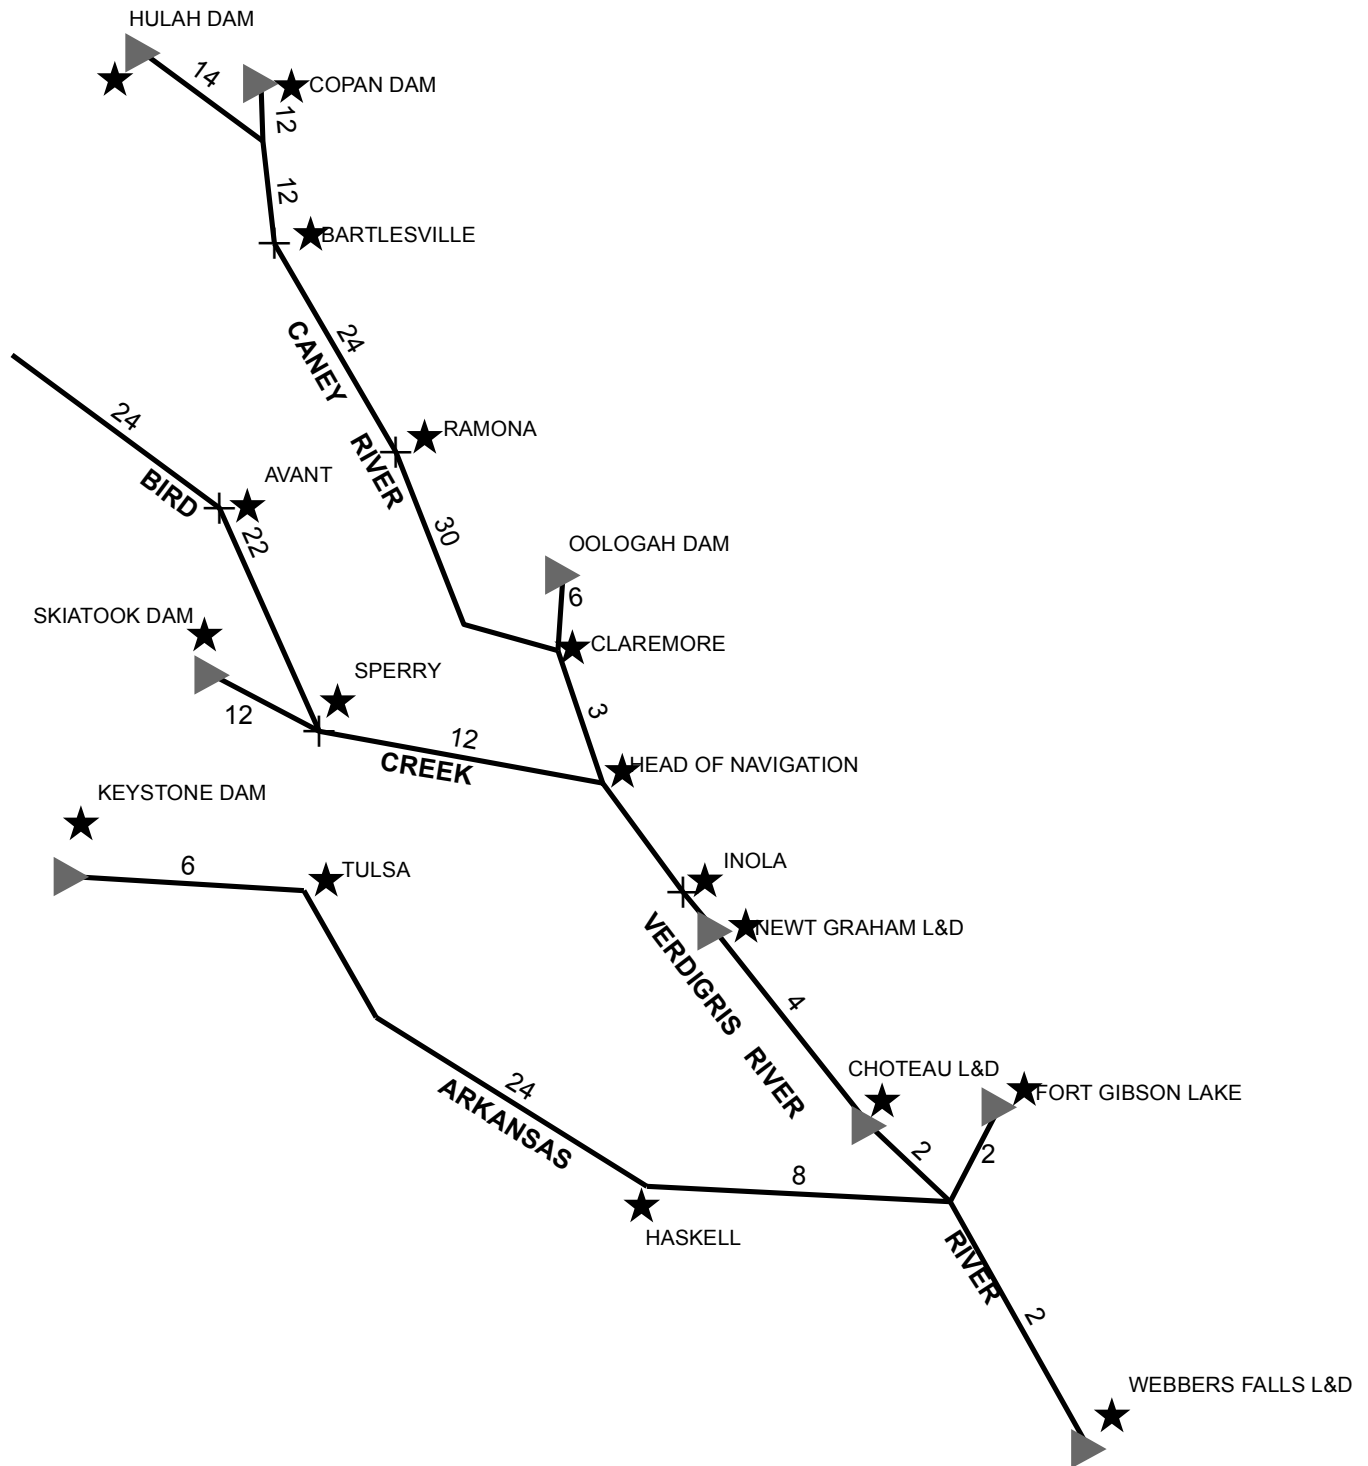 HULAH DAM
14
COPAN DAM
12
12
BARTLESVILLE
24
CANEY RIVER
RAMONA
24
BIRD
AVANT
22
30
OOLOGAH DAM
6
SKIATOOK DAM
CLAREMORE
SPERRY
12
3
12
CREEK
HEAD OF NAVIGATION
KEYSTONE DAM
6
TULSA
INOLA
NEWT GRAHAM L&D
VERDIGRIS RIVER
4
CHOTEAU L&D
FORT GIBSON LAKE
24
ARKANSAS
2
2
8
HASKELL
RIVER
2
WEBBERS FALLS L&D